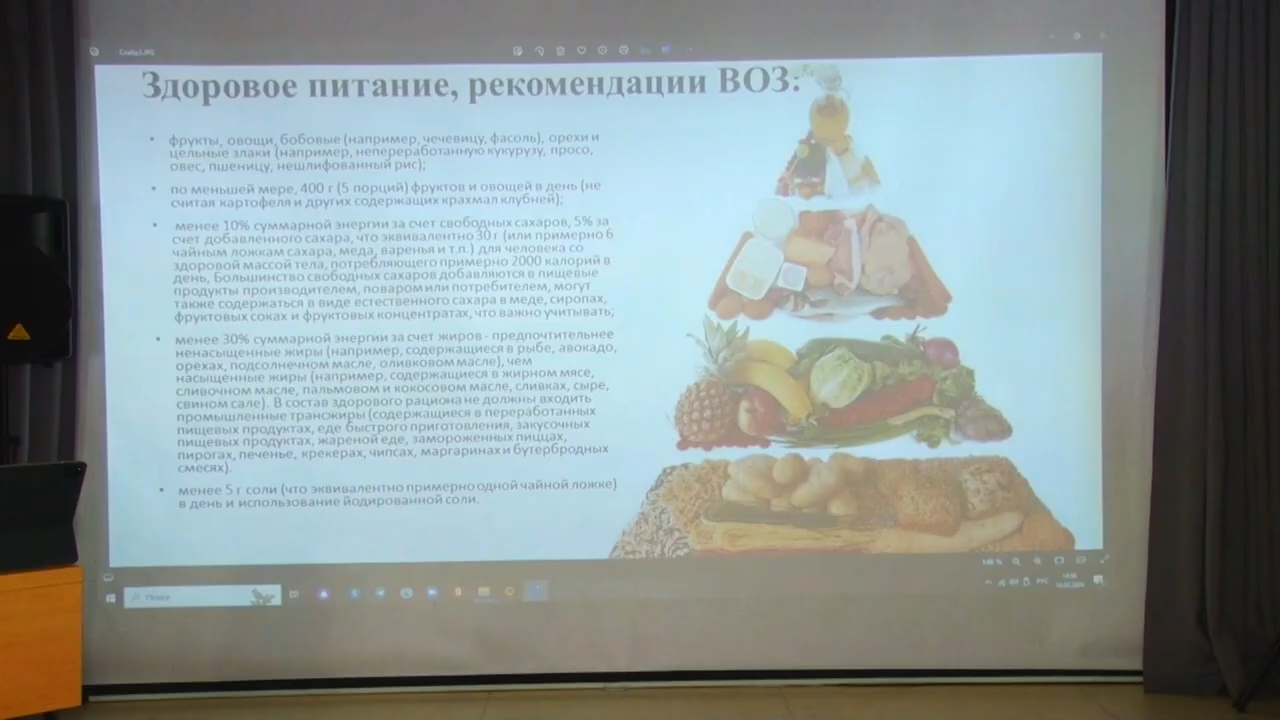 Слайд1.JPG
Здоровое питание, рекомендации ВОЗ:
• фрукты, овощи, бобовые (например, чечевицу, фасоль), орехи и
цельные злаки (например, непереработанную кукурузу, просо,
овес, пшеницу, нешлифованный рис);
• по меньшей мере, 400 г (5 порций) фруктов и овощей в день (не
считая картофеля и других содержащих крахмал клубней);
• менее 10% суммарной энергии за счет свободных сахаров, 5% за
счет добавленного сахара, что эквивалентно 30 г (или примерно 6
чайным ложкам сахара, меда, варенья и т.п.) для человека со
здоровой массой тела, потребляющего примерно 2000 калорий в
день, Большинство свободных сахаров добавляются в пищевые
продукты производителем, поваром или потребителем, могут
также содержаться в виде естественного сахара в меде, сиропах,
фруктовых соках и фруктовых концентратах, что важно учитывать;
• менее 30% суммарной энергии за счет жиров - предпочтительнее
ненасыщенные жиры (например, содержащиеся в рыбе, авокадо,
орехах, подсолнечном масле, оливковом масле), чем
насыщенные жиры (например, содержащиеся в жирном мясе,
сливочном масле, пальмовом и кокосовом масле, сливках, сыре,
свином сале). В состав здорового рациона не должны входить
промышленные трансжиры (содержащиеся в переработанных
пищевых продуктах, еде быстрого приготовления, закусочных
пищевых продуктах, жареной еде, замороженных пиццах,
пирогах, печенье, крекерах, чипсах, маргаринах и бутербродных
смесях).
• менее 5 г соли (что эквивалентно примерно одной чайной ложке)
в день и использование йодированной соли.
Поиск
РУС